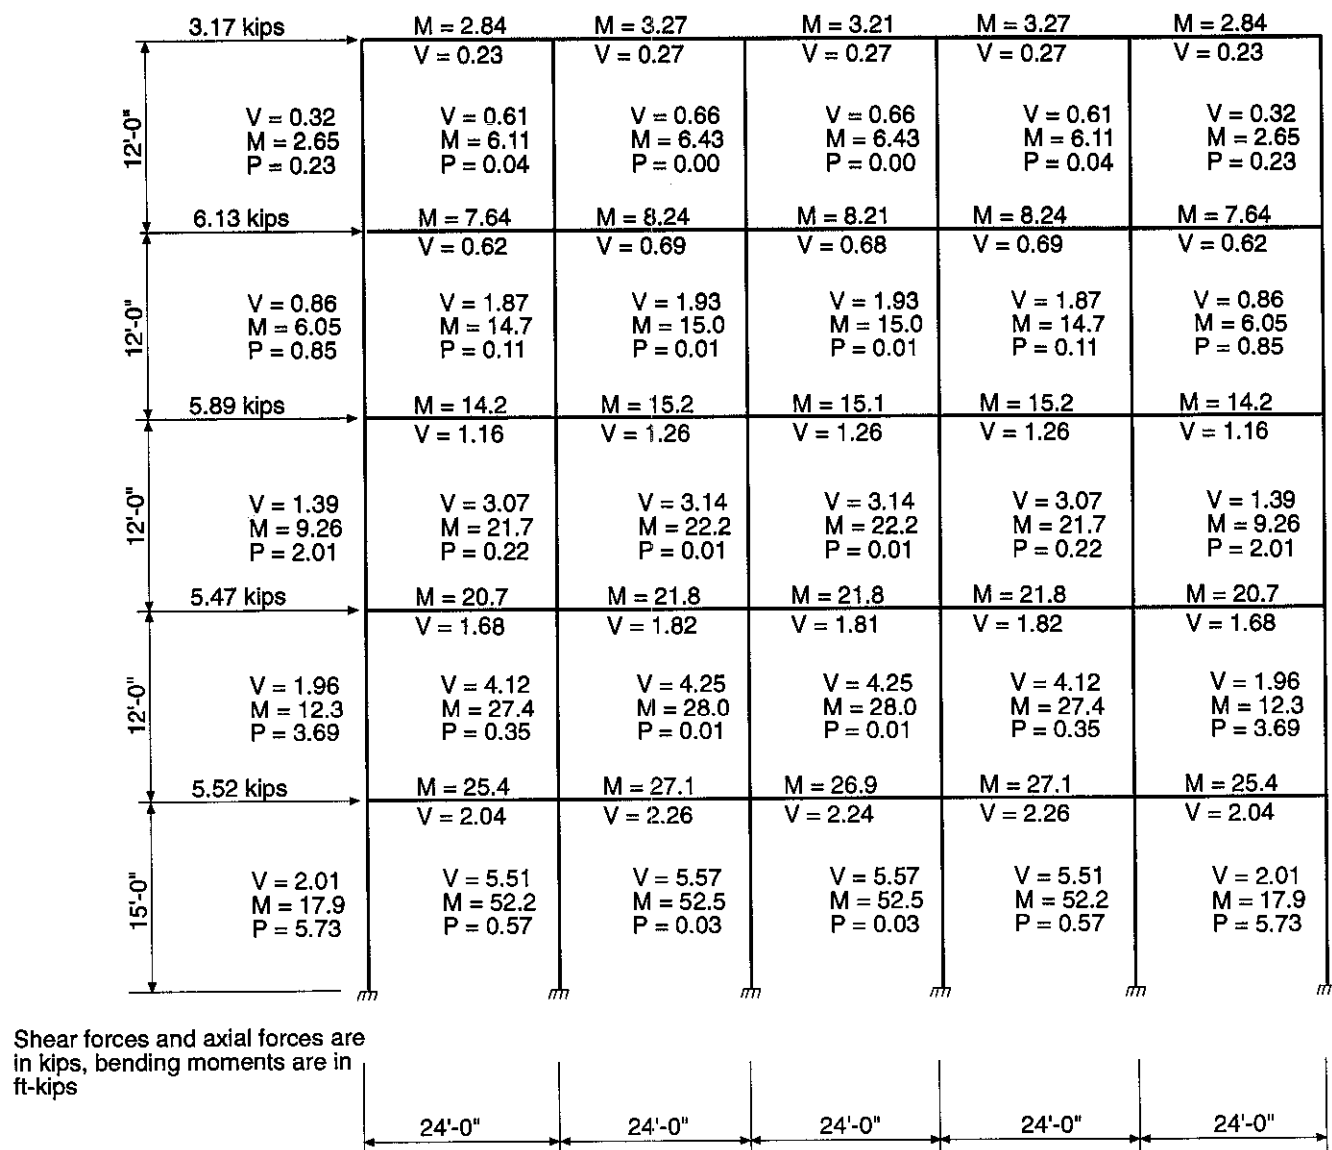 3.17 kips M = 2.84 M = 3.27 M = 3.21 M = 3.27 M = 2.84
V = 0.23 V = 0.27 V = 0.27 V = 0.27 V = 0.23
12'-0"
V = 0.32 V = 0.61 V = 0.66 V = 0.66 V = 0.61 V = 0.32
M = 2.65 M = 6.11 M = 6.43 M = 6.43 M = 6.11 M = 2.65
P = 0.23 P = 0.04 P = 0.00 P = 0.00 P = 0.04 P = 0.23
6.13 kips M = 7.64 M = 8.24 M = 8.21 M = 8.24 M = 7.64
V = 0.62 V = 0.69 V = 0.68 V = 0.69 V = 0.62
12'-0"
V = 0.86 V = 1.87 V = 1.93 V = 1.93 V = 1.87 V = 0.86
M = 6.05 M = 14.7 M = 15.0 M = 15.0 M = 14.7 M = 6.05
P = 0.85 P = 0.11 P = 0.01 P = 0.01 P = 0.11 P = 0.85
5.89 kips M = 14.2 M = 15.2 M = 15.1 M = 15.2 M = 14.2
V = 1.16 V = 1.26 V = 1.26 V = 1.26 V = 1.16
12'-0"
V = 1.39 V = 3.07 V = 3.14 V = 3.14 V = 3.07 V = 1.39
M = 9.26 M = 21.7 M = 22.2 M = 22.2 M = 21.7 M = 9.26
P = 2.01 P = 0.22 P = 0.01 P = 0.01 P = 0.22 P = 2.01
5.47 kips M = 20.7 M = 21.8 M = 21.8 M = 21.8 M = 20.7
V = 1.68 V = 1.82 V = 1.81 V = 1.82 V = 1.68
12'-0"
V = 1.96 V = 4.12 V = 4.25 V = 4.25 V = 4.12 V = 1.96
M = 12.3 M = 27.4 M = 28.0 M = 28.0 M = 27.4 M = 12.3
P = 3.69 P = 0.35 P = 0.01 P = 0.01 P = 0.35 P = 3.69
5.52 kips M = 25.4 M = 27.1 M = 26.9 M = 27.1 M = 25.4
V = 2.04 V = 2.26 V = 2.24 V = 2.26 V = 2.04
15'-0"
V = 2.01 V = 5.51 V = 5.57 V = 5.57 V = 5.51 V = 2.01
M = 17.9 M = 52.2 M = 52.5 M = 52.5 M = 52.2 M = 17.9
P = 5.73 P = 0.57 P = 0.03 P = 0.03 P = 0.57 P = 5.73
Shear forces and axial forces are
in kips, bending moments are in
ft-kips
24'-0" 24'-0" 24'-0" 24'-0" 24'-0"